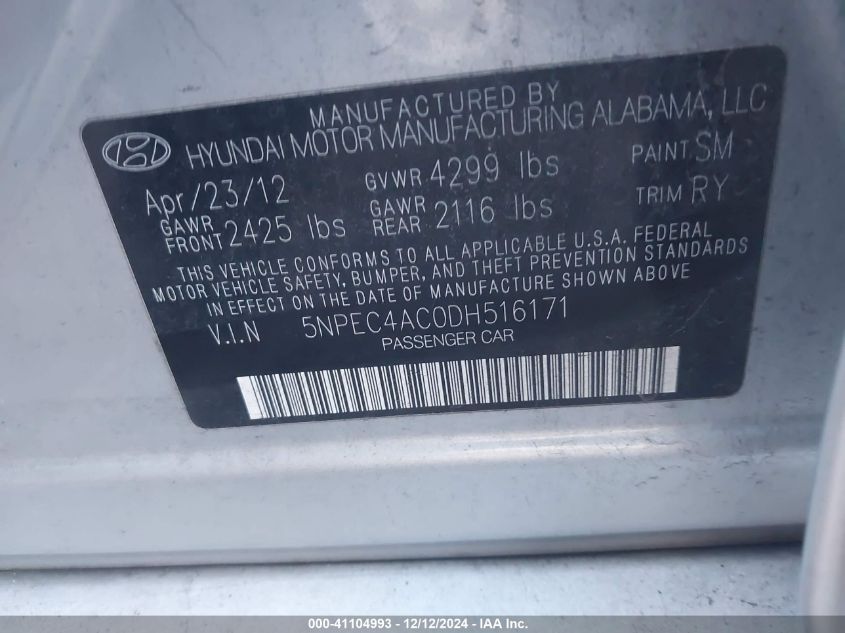 MANUFACTURED BY
HYUNDAI MOTOR MANUFACTURING ALABAMA, LLC
Apr/23/12 GVWR 4299 lbs PAINT SM
GAWR FRONT 2425 lbs GAWR REAR 2116 lbs TRIM RY
THIS VEHICLE CONFORMS TO ALL APPLICABLE U.S.A. FEDERAL
MOTOR VEHICLE SAFETY, BUMPER, AND THEFT PREVENTION STANDARDS
IN EFFECT ON THE DATE OF MANUFACTURE SHOWN ABOVE
V.I.N 5NPEC4AC0DH516171
PASSENGER CAR
000-41104993 - 12/12/2024 - IAA Inc.